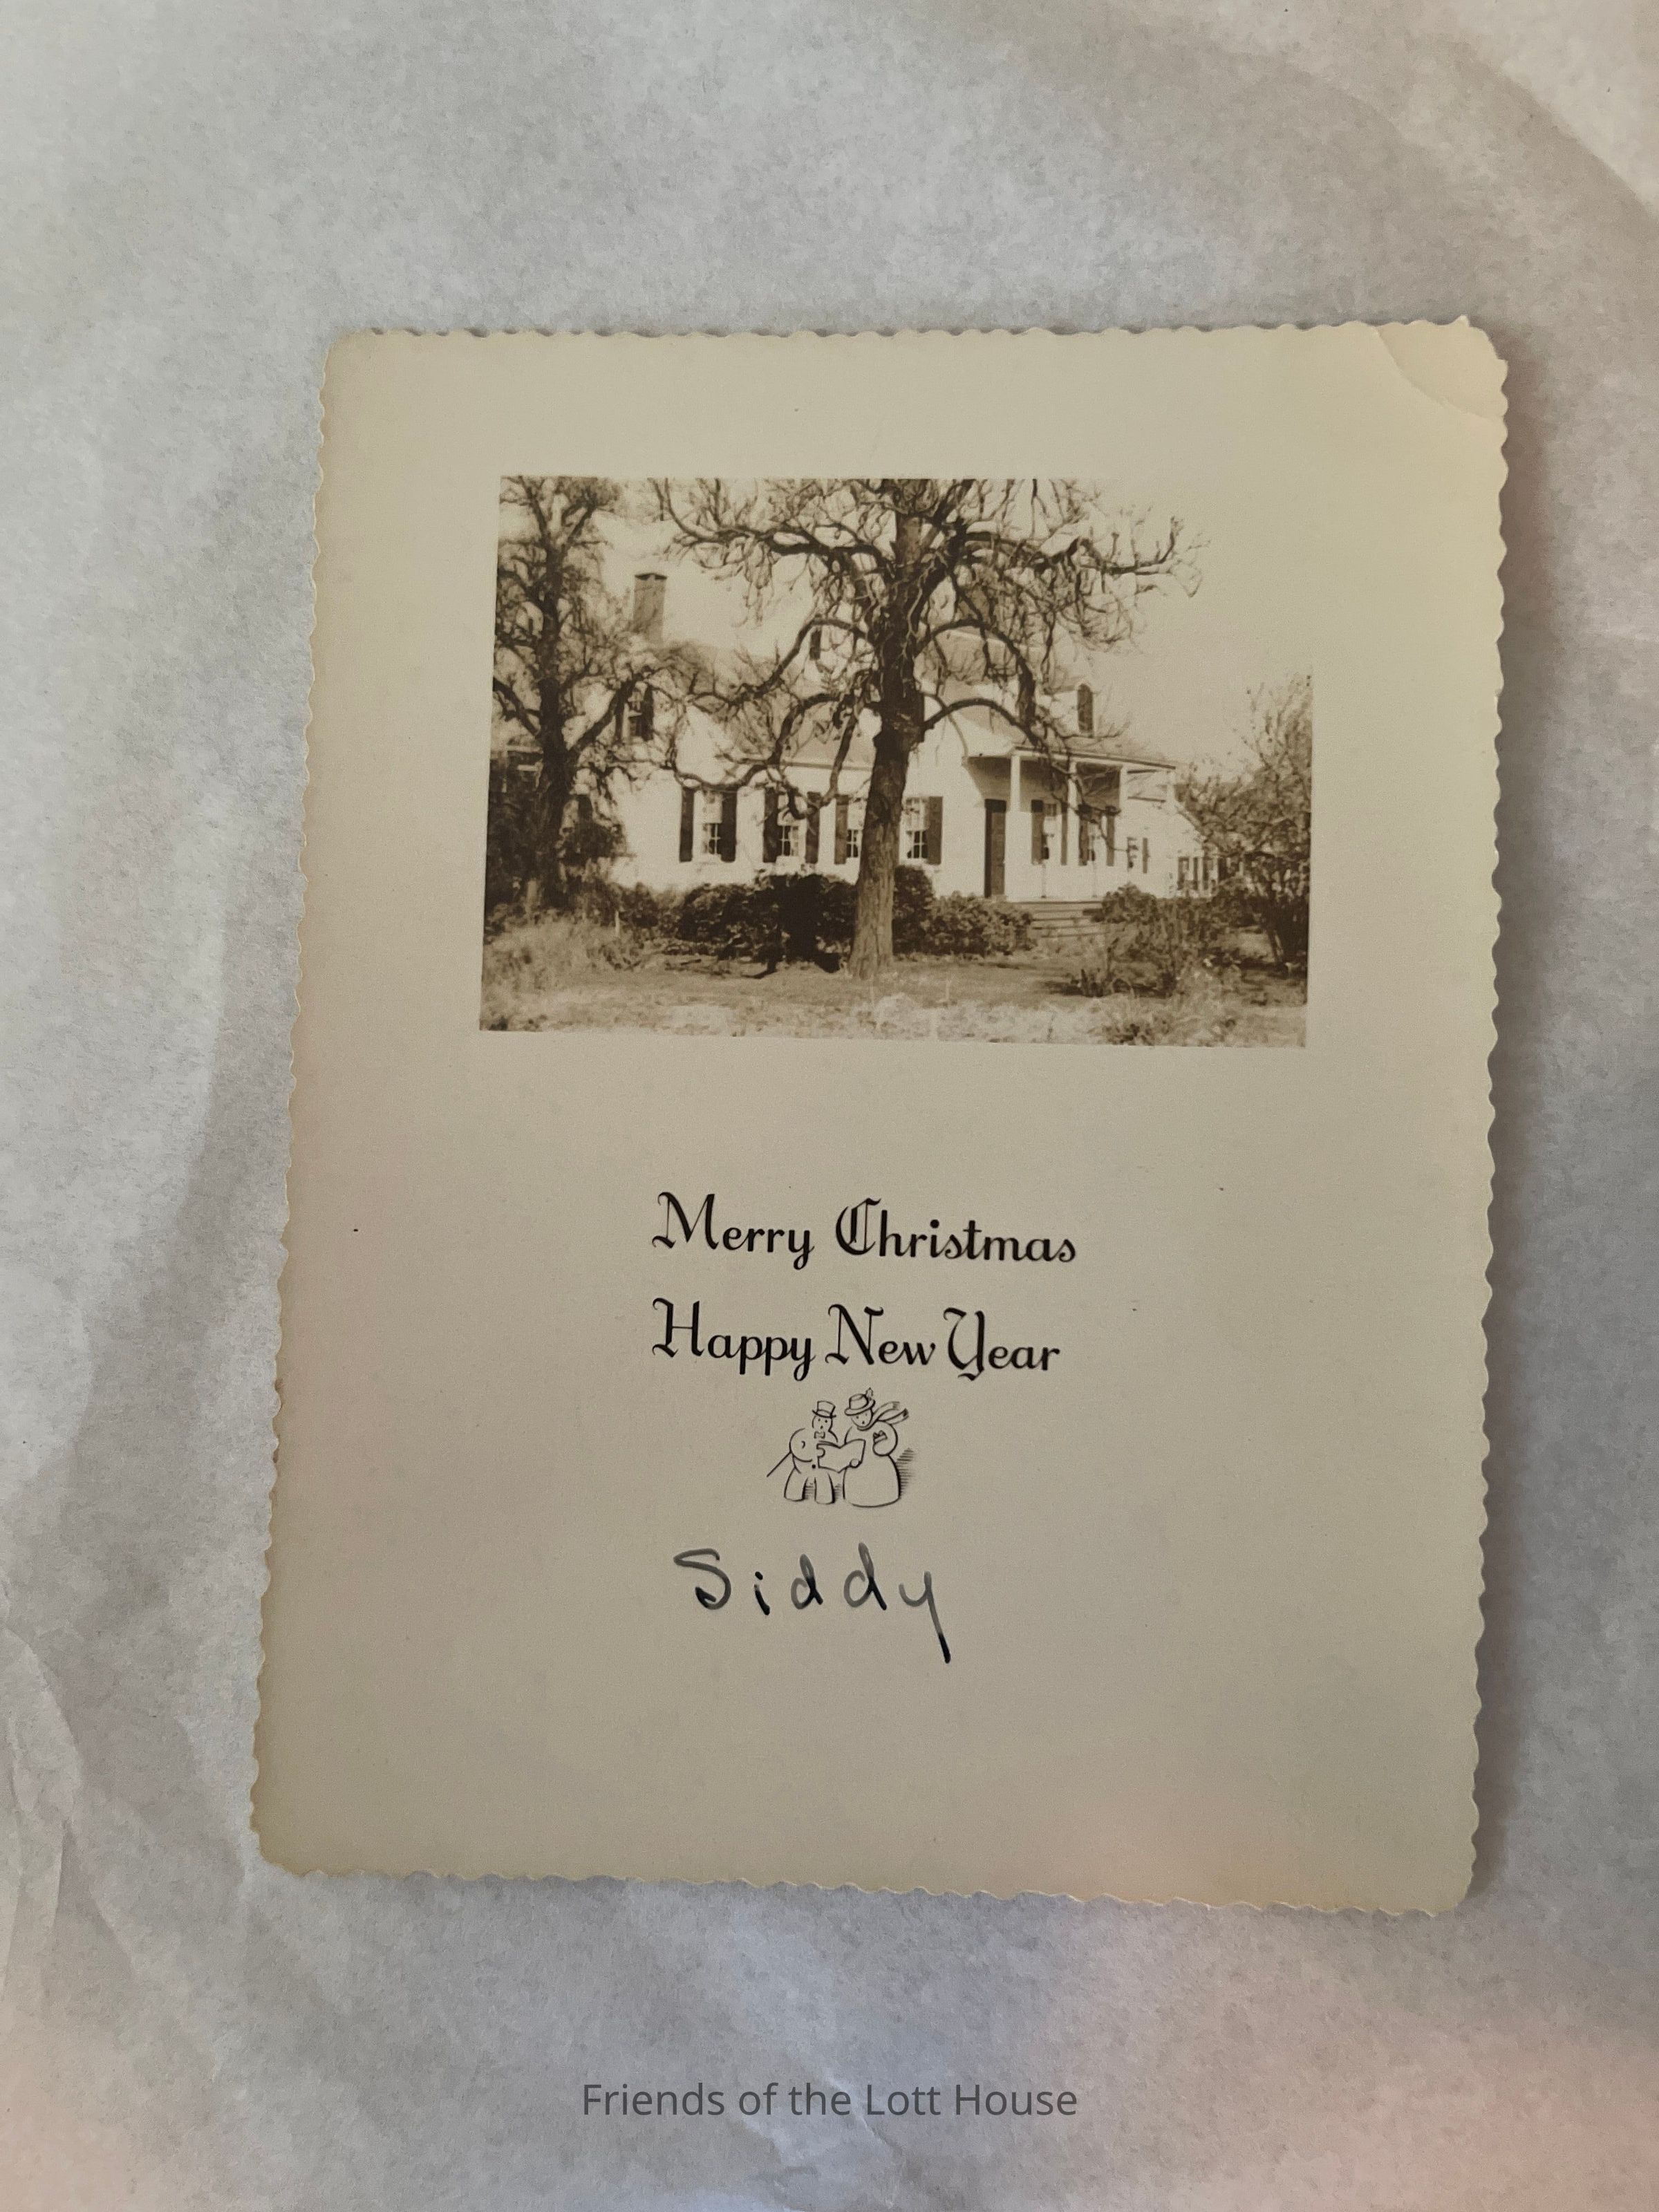 Merry Christmas
Happy New Year
Siddy
Friends of the Lott House